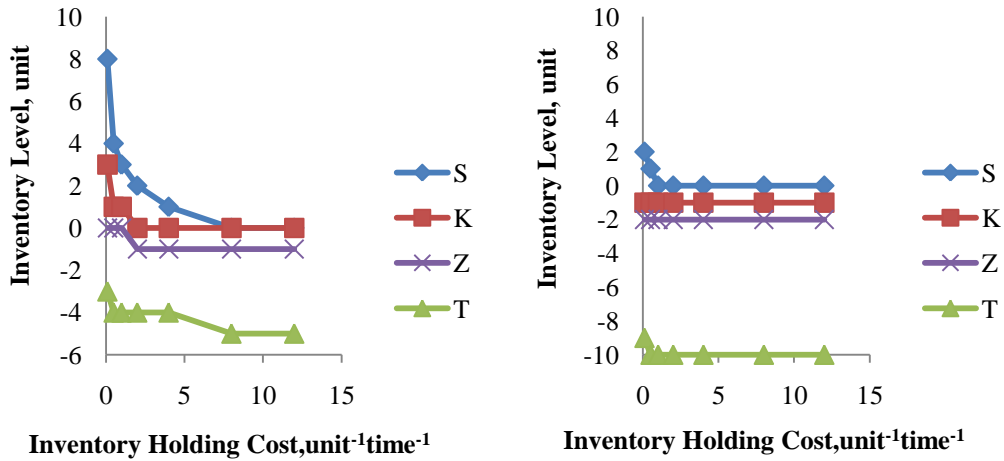 Inventory Level, unit
10
8
6
4
2
0
-2
-4
-6
0 5 10 15
Inventory Holding Cost,unit⁻¹time⁻¹
S
K
Z
T
Inventory Level, unit
10
8
6
4
2
0
-2
-4
-6
-8
-10
0 5 10 15
Inventory Holding Cost,unit⁻¹time⁻¹
S
K
Z
T